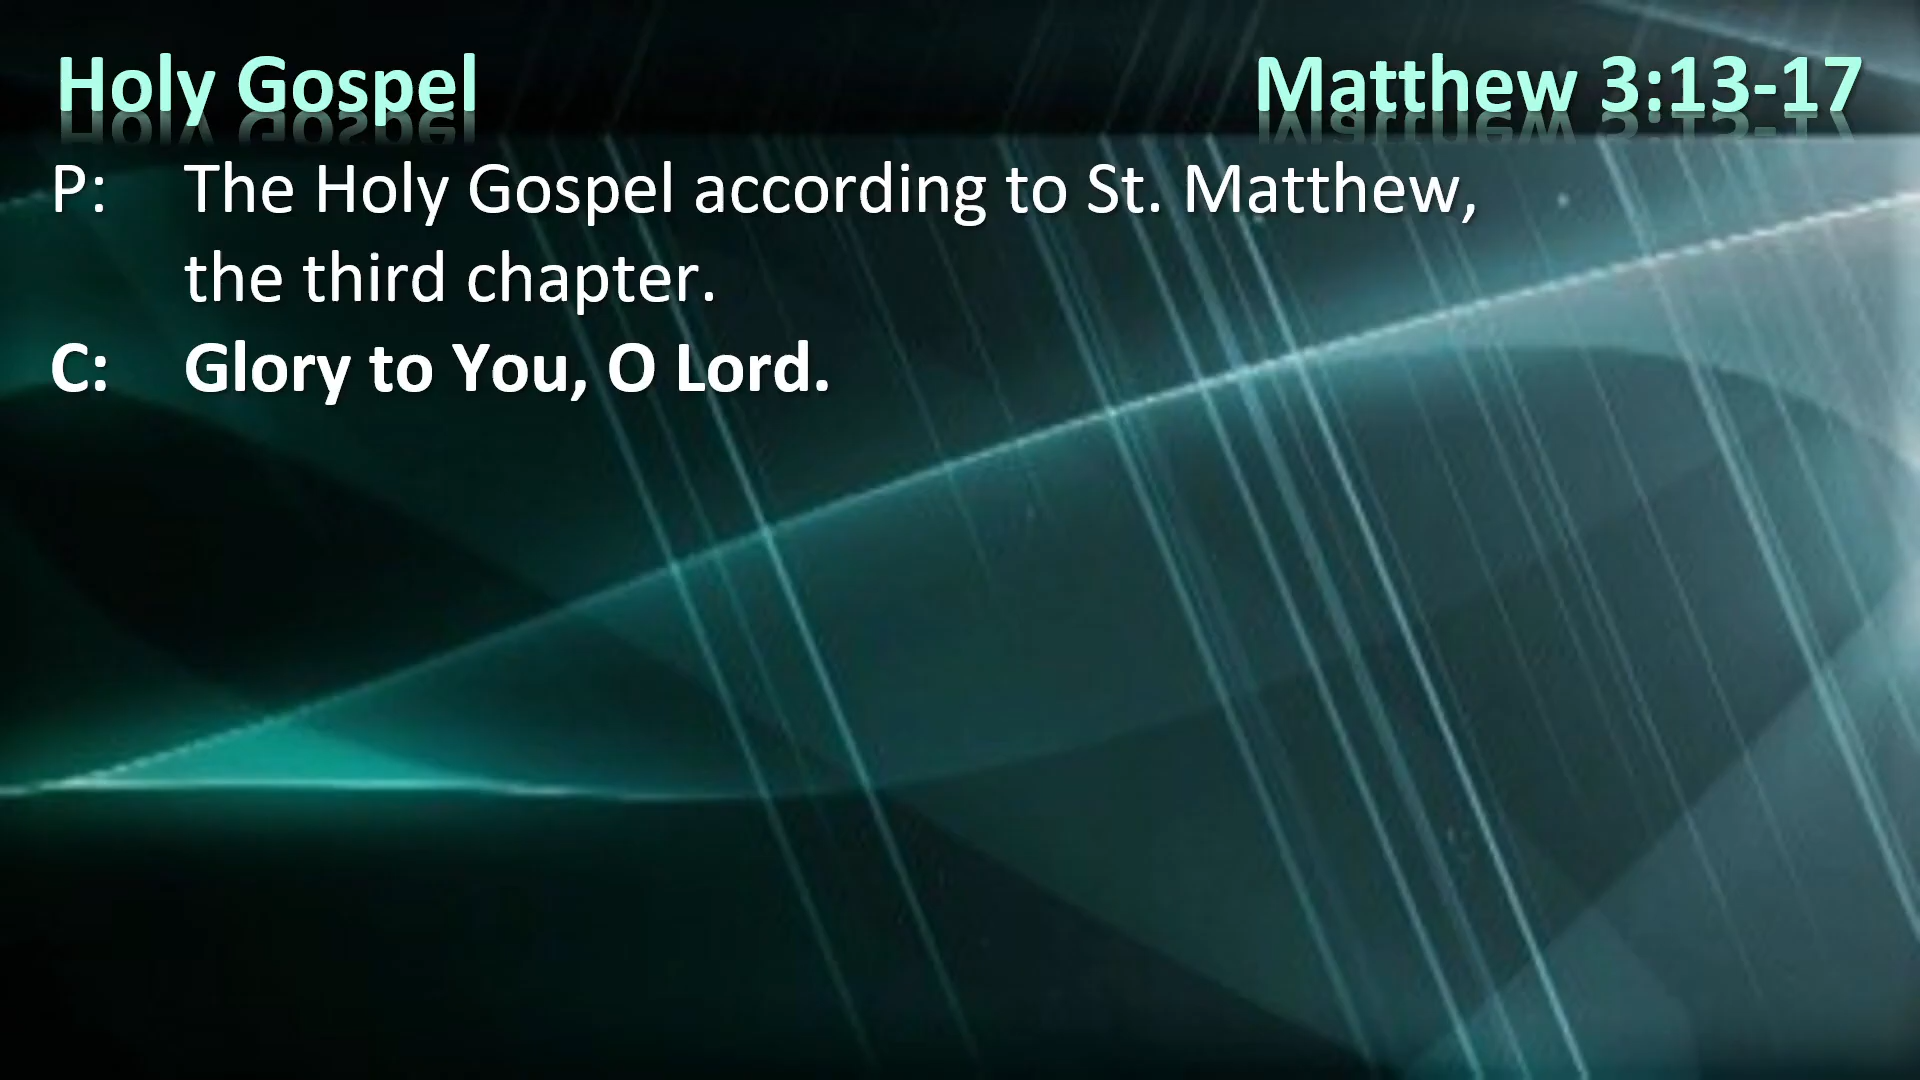 Holy Gospel Matthew 3:13-17
P: The Holy Gospel according to St. Matthew,
the third chapter.
C: Glory to You, O Lord.